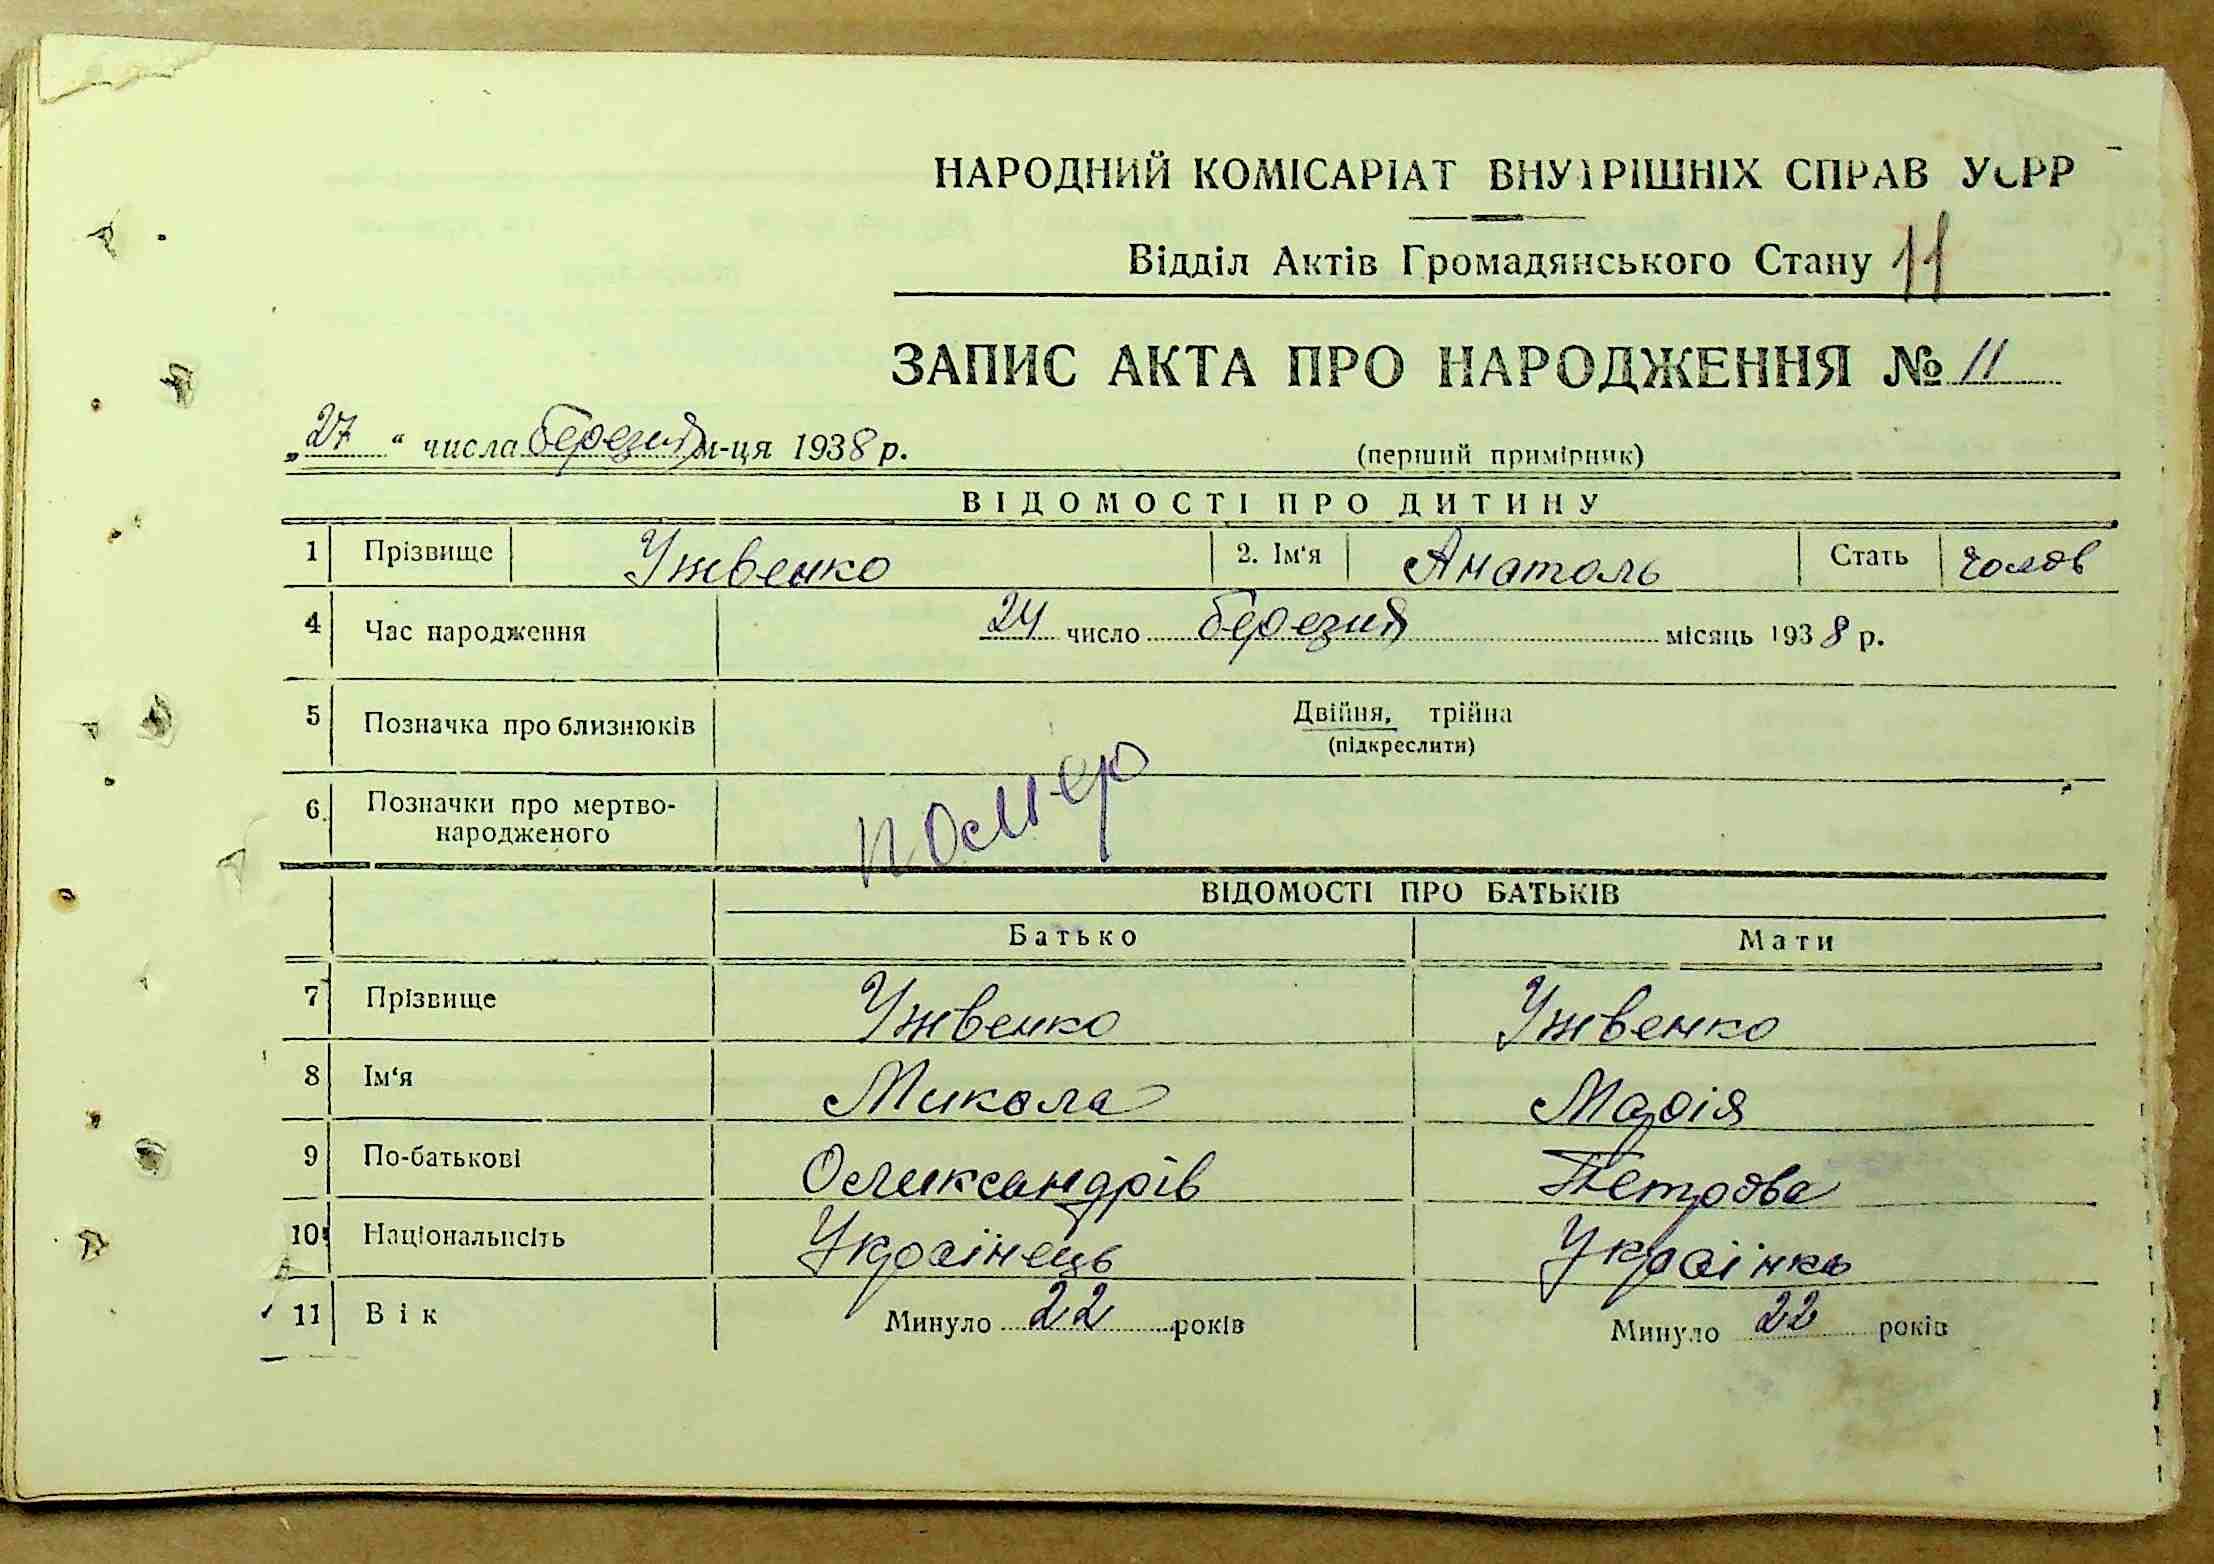 НАРОДНИЙ КОМІСАРІАТ ВНУТРІШНІХ СПРАВ УСРР
Відділ Актів Громадянського Стану 11
ЗАПИС АКТА ПРО НАРОДЖЕННЯ № 11
„27“ числа березня м-ця 1938 р.
(перший примірник)
ВІДОМОСТІ ПРО ДИТИНУ
1 Прізвище Ужвенко 2. Ім'я Анатоль Стать чолов
4 Час народження 24 число березня місяць 1938 р.
5 Позначка про близнюків Двійня, трійна
(підкреслити)
6. Позначки про мертво-
народженого
помер
ВІДОМОСТІ ПРО БАТЬКІВ
Батько Мати
7 Прізвище Ужвенко Ужвенко
8 Ім'я Микола Марія
9 По-батькові Олександрів Петрова
10 Національність Українець Українка
11 Вік Минуло 22 років Минуло 22 років